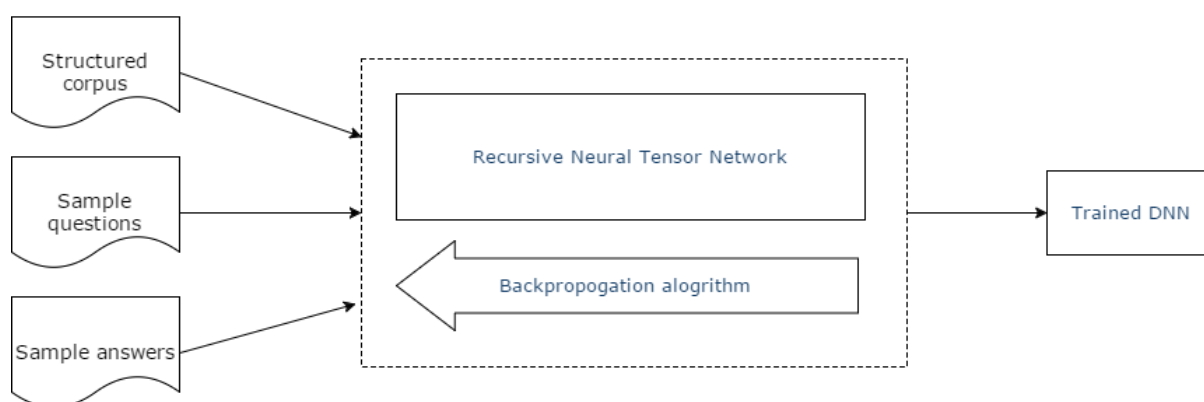 Structured
corpus
Sample
questions
Sample answers
Recursive Neural Tensor Network
Backpropogation alogrithm
Trained DNN